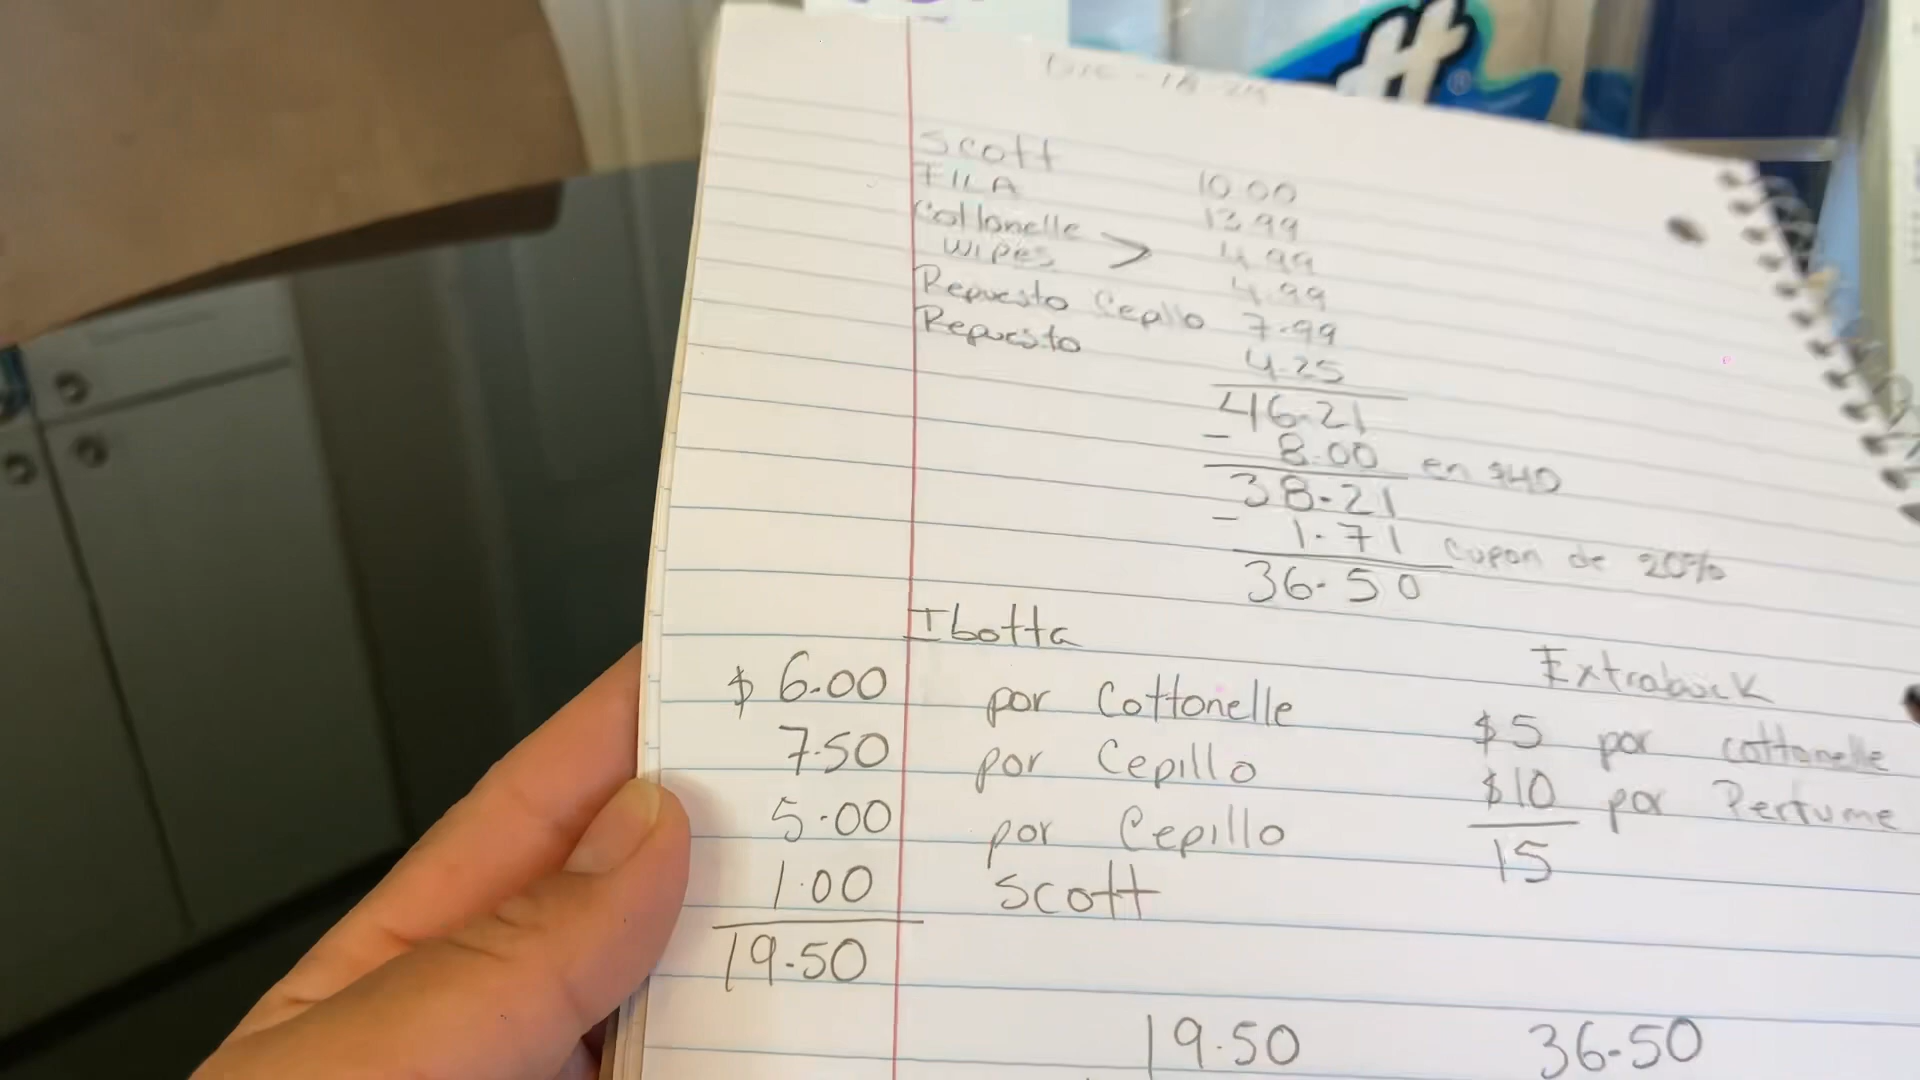 Scott 10.00
FILA 13.99
Cottonelle > 4.99
Wipes 4.99
Repuesto Cepillo 7.99
Repuesto 4.25
46.21
- 8.00 en $40
38.21
- 1.71 cupon de 20%
36.50
Ibotta
$ 6.00 por Cottonelle
7.50 por Cepillo
5.00 por Cepillo
1.00 Scott
19.50
Extrabuck
$5 por cottonelle
$10 por Perfume
15
19.50 36.50